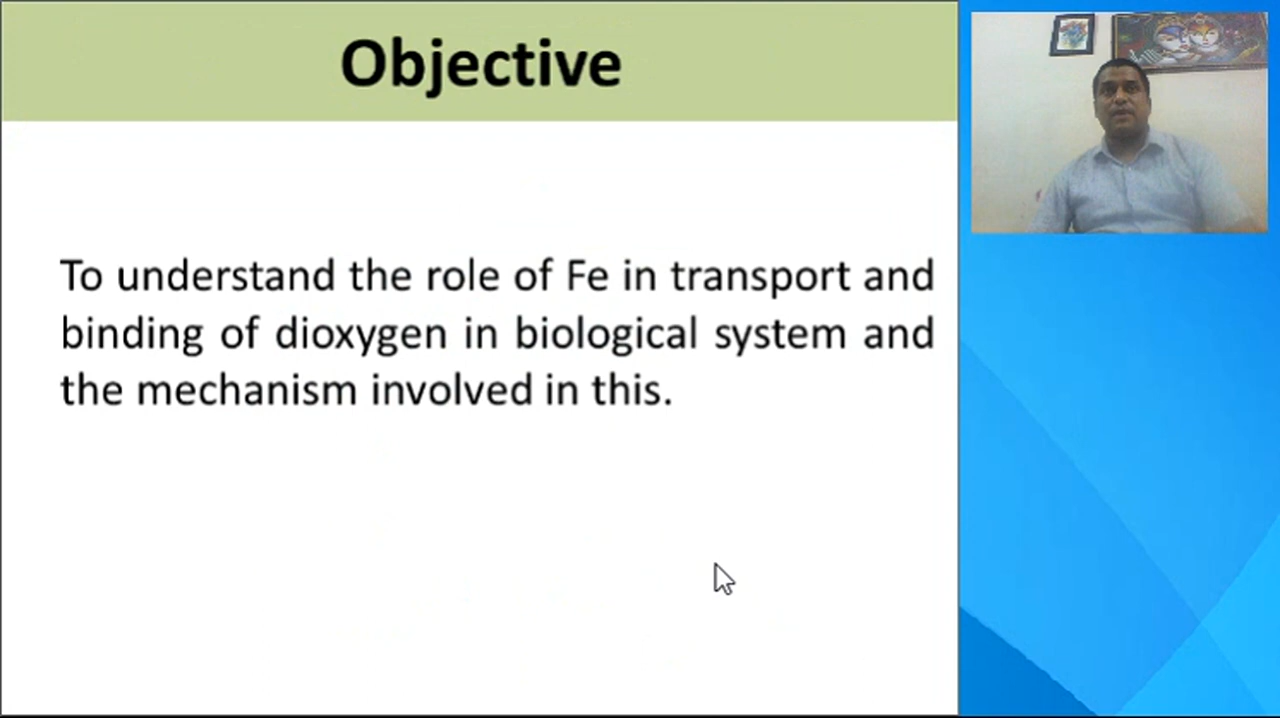 Objective
To understand the role of Fe in transport and
binding of dioxygen in biological system and
the mechanism involved in this.